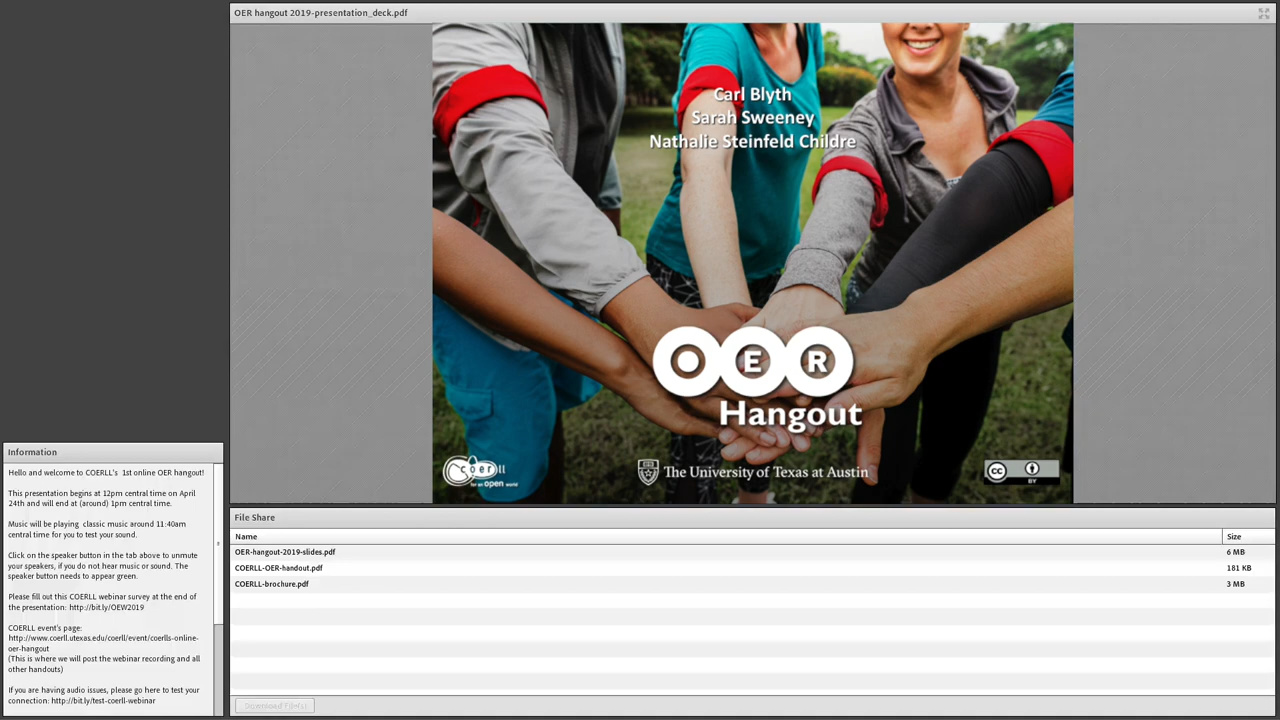 OER hangout 2019-presentation_deck.pdf
Carl Blyth
Sarah Sweeney
Nathalie Steinfeld Childre
OER
Hangout
coerll
for an open world
The University of Texas at Austin
cc
BY
Information
Hello and welcome to COERLL's 1st online OER hangout!
This presentation begins at 12pm central time on April
24th and will end at (around) 1pm central time.
Music will be playing classic music around 11:40am
central time for you to test your sound.
Click on the speaker button in the tab above to unmute
your speakers, if you do not hear music or sound. The
speaker button needs to appear green.
Please fill out this COERLL webinar survey at the end of
the presentation: http://bit.ly/OEW2019
COERLL event's page:
http://www.coerll.utexas.edu/coerll/event/coerlls-online-
oer-hangout
(This is where we will post the webinar recording and all
other handouts)
If you are having audio issues, please go here to test your
connection: http://bit.ly/test-coerll-webinar
File Share
Name Size
OER-hangout-2019-slides.pdf 6 MB
COERLL-OER-handout.pdf 181 KB
COERLL-brochure.pdf 3 MB
Download File(s)